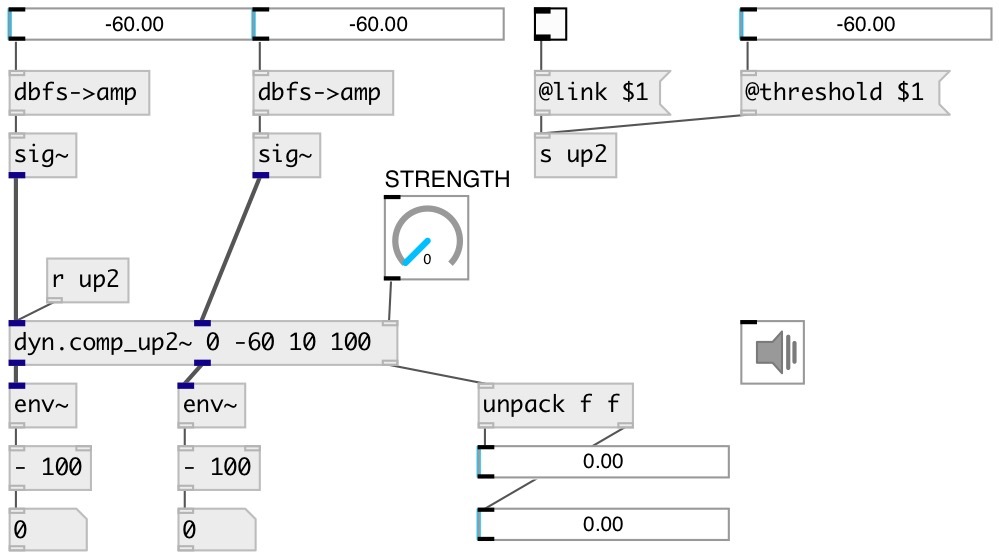 -60.00 -60.00 -60.00
dbfs->amp dbfs->amp @link $1 @threshold $1
sig~ sig~ s up2
STRENGTH
0
r up2
dyn.comp_up2~ 0 -60 10 100
env~ env~ unpack f f
- 100 - 100 0.00
0 0 0.00